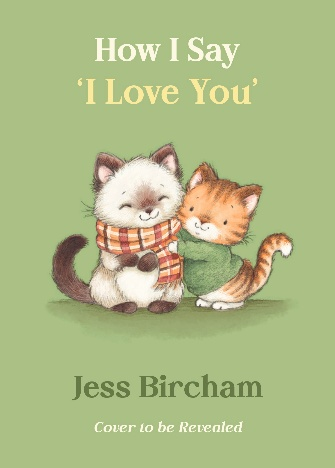 How I Say
‘I Love You’
Jess Bircham
Cover to be Revealed